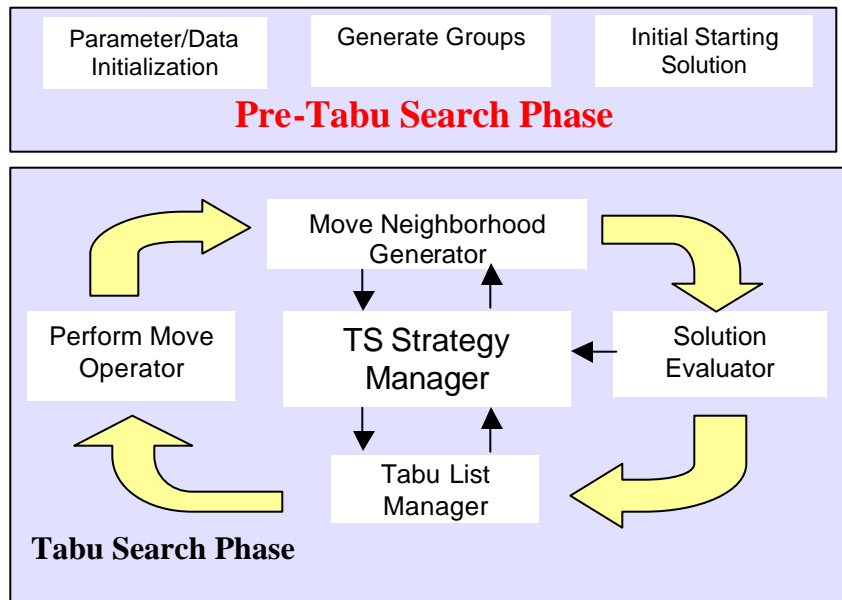 Parameter/Data
Initialization
Generate Groups
Initial Starting
Solution
Pre-Tabu Search Phase
Move Neighborhood
Generator
Perform Move
Operator
TS Strategy
Manager
Solution
Evaluator
Tabu List
Manager
Tabu Search Phase